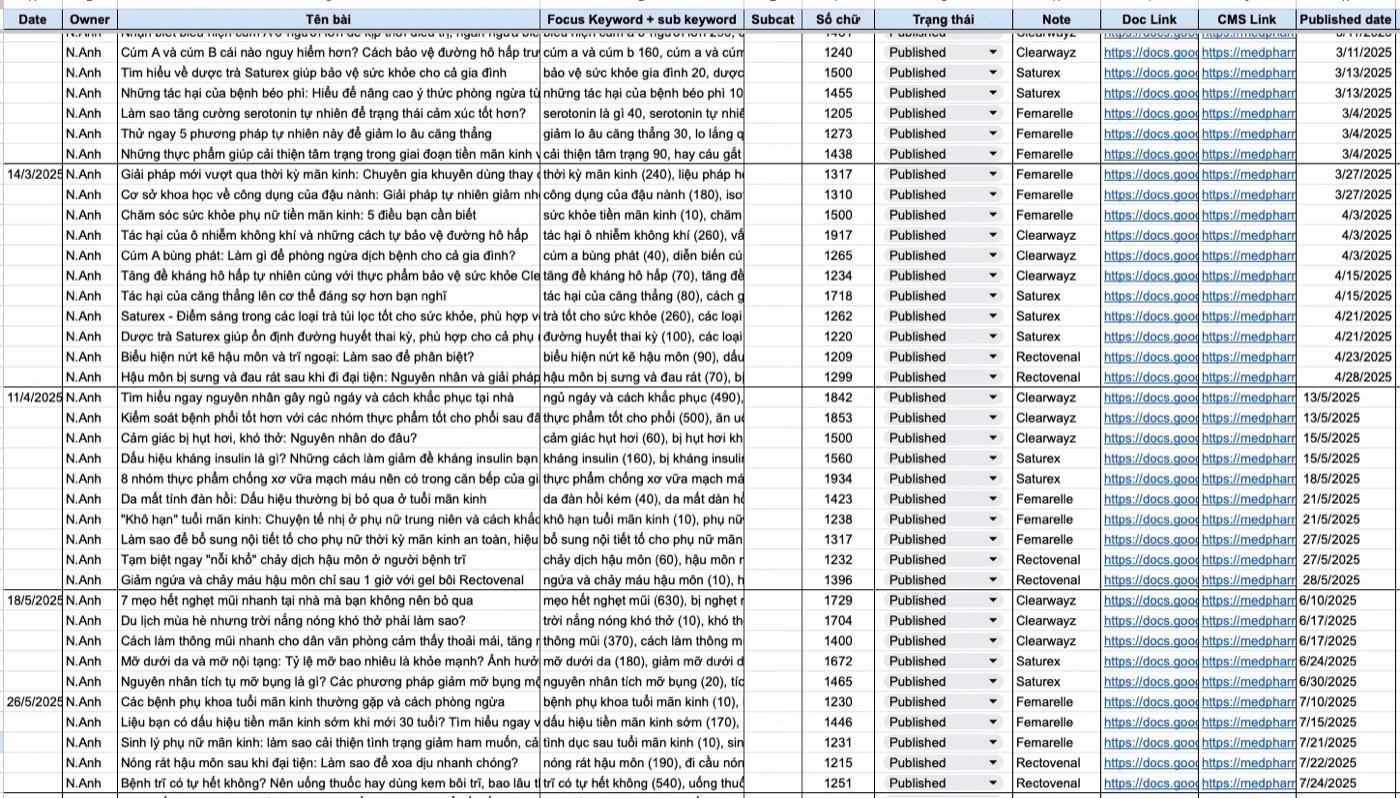 Date Owner Tên bài Focus Keyword + sub keyword Subcat Số chữ Trạng thái Note Doc Link CMS Link Published date
N.Anh Cúm A và cúm B cái nào nguy hiểm hơn? Cách bảo vệ đường hô hấp trư cúm a và cúm b 160, cúm a và cúm 1240 Published Clearwayz https://docs.goo https://medpharr 3/11/2025
N.Anh Tìm hiểu về dược trà Saturex giúp bảo vệ sức khỏe cho cả gia đình bảo vệ sức khỏe gia đình 20, dược 1500 Published Saturex https://docs.goo https://medpharr 3/13/2025
N.Anh Những tác hại của bệnh béo phì: Hiểu để nâng cao ý thức phòng ngừa từ những tác hại của bệnh béo phì 10 1455 Published Saturex https://docs.goo https://medpharr 3/13/2025
N.Anh Làm sao tăng cường serotonin tự nhiên để trạng thái cảm xúc tốt hơn? serotonin là gì 40, serotonin tự nhiê 1205 Published Femarelle https://docs.goo https://medpharr 3/4/2025
N.Anh Thử ngay 5 phương pháp tự nhiên này để giảm lo âu căng thẳng giảm lo âu căng thẳng 30, lo lắng q 1273 Published Femarelle https://docs.goo https://medpharr 3/4/2025
N.Anh Những thực phẩm giúp cải thiện tâm trạng trong giai đoạn tiền mãn kinh v cải thiện tâm trạng 90, hay cáu gắt 1438 Published Femarelle https://docs.goo https://medpharr 3/4/2025
14/3/2025 N.Anh Giải pháp mới vượt qua thời kỳ mãn kinh: Chuyên gia khuyên dùng thay thời kỳ mãn kinh (240), liệu pháp h 1317 Published Femarelle https://docs.goo https://medpharr 3/27/2025
N.Anh Cơ sở khoa học về công dụng của đậu nành: Giải pháp tự nhiên giảm nh công dụng của đậu nành (180), iso 1310 Published Femarelle https://docs.goo https://medpharr 3/27/2025
N.Anh Chăm sóc sức khỏe phụ nữ tiền mãn kinh: 5 điều bạn cần biết sức khỏe tiền mãn kinh (10), chăm 1500 Published Femarelle https://docs.goo https://medpharr 4/3/2025
N.Anh Tác hại của ô nhiễm không khí và những cách tự bảo vệ đường hô hấp tác hại ô nhiễm không khí (260), vấ 1917 Published Clearwayz https://docs.goo https://medpharr 4/3/2025
N.Anh Cúm A bùng phát: Làm gì để phòng ngừa dịch bệnh cho cả gia đình? cúm a bùng phát (40), diễn biến cú 1265 Published Clearwayz https://docs.goo https://medpharr 4/3/2025
N.Anh Tăng đề kháng hô hấp tự nhiên cùng với thực phẩm bảo vệ sức khỏe Cle tăng đề kháng hô hấp (70), tăng đề 1234 Published Clearwayz https://docs.goo https://medpharr 4/15/2025
N.Anh Tác hại của căng thẳng lên cơ thể đáng sợ hơn bạn nghĩ tác hại của căng thẳng (80), cách g 1718 Published Saturex https://docs.goo https://medpharr 4/15/2025
N.Anh Saturex - Điểm sáng trong các loại trà túi lọc tốt cho sức khỏe, phù hợp v trà tốt cho sức khỏe (260), các loại 1262 Published Saturex https://docs.goo https://medpharr 4/21/2025
N.Anh Dược trà Saturex giúp ổn định đường huyết thai kỳ, phù hợp cho cả phụ đường huyết thai kỳ (100), các loại 1220 Published Saturex https://docs.goo https://medpharr 4/21/2025
N.Anh Biểu hiện nứt kẽ hậu môn và trĩ ngoại: Làm sao để phân biệt? biểu hiện nứt kẽ hậu môn (90), dấu 1209 Published Rectovenal https://docs.goo https://medpharr 4/23/2025
N.Anh Hậu môn bị sưng và đau rát sau khi đi đại tiện: Nguyên nhân và giải pháp hậu môn bị sưng và đau rát (70), bị 1299 Published Rectovenal https://docs.goo https://medpharr 4/28/2025
11/4/2025 N.Anh Tìm hiểu ngay nguyên nhân gây ngủ ngáy và cách khắc phục tại nhà ngủ ngáy và cách khắc phục (490), 1842 Published Clearwayz https://docs.goo https://medpharr 13/5/2025
N.Anh Kiểm soát bệnh phổi tốt hơn với các nhóm thực phẩm tốt cho phổi sau đâ thực phẩm tốt cho phổi (500), ăn uố 1853 Published Clearwayz https://docs.goo https://medpharr 13/5/2025
N.Anh Cảm giác bị hụt hơi, khó thở: Nguyên nhân do đâu? cảm giác hụt hơi (60), bị hụt hơi kh 1500 Published Clearwayz https://docs.goo https://medpharr 15/5/2025
N.Anh Dấu hiệu kháng insulin là gì? Những cách làm giảm đề kháng insulin bạn kháng insulin (160), bị kháng insulir 1560 Published Saturex https://docs.goo https://medpharr 15/5/2025
N.Anh 8 nhóm thực phẩm chống xơ vữa mạch máu nên có trong căn bếp của gi thực phẩm chống xơ vữa mạch má 1934 Published Saturex https://docs.goo https://medpharr 18/5/2025
N.Anh Da mất tính đàn hồi: Dấu hiệu thường bị bỏ qua ở tuổi mãn kinh da đàn hồi kém (40), da mất dàn hồ 1423 Published Femarelle https://docs.goo https://medpharr 21/5/2025
N.Anh "Khô hạn" tuổi mãn kinh: Chuyện tế nhị ở phụ nữ trung niên và cách khắc khô hạn tuổi mãn kinh (10), phụ nữ 1238 Published Femarelle https://docs.goo https://medpharr 21/5/2025
N.Anh Làm sao để bổ sung nội tiết tố cho phụ nữ thời kỳ mãn kinh an toàn, hiệu bổ sung nội tiết tố cho phụ nữ mãn 1317 Published Femarelle https://docs.goo https://medpharr 27/5/2025
N.Anh Tạm biệt ngay "nỗi khổ" chảy dịch hậu môn ở người bệnh trĩ chảy dịch hậu môn (60), hậu môn r 1232 Published Rectovenal https://docs.goo https://medpharr 27/5/2025
N.Anh Giảm ngứa và chảy máu hậu môn chỉ sau 1 giờ với gel bôi Rectovenal ngứa và chảy máu hậu môn (10), h 1396 Published Rectovenal https://docs.goo https://medpharr 28/5/2025
18/5/2025 N.Anh 7 mẹo hết nghẹt mũi nhanh tại nhà mà bạn không nên bỏ qua mẹo hết nghẹt mũi (630), bị nghẹt r 1729 Published Clearwayz https://docs.goo https://medpharr 6/10/2025
N.Anh Du lịch mùa hè nhưng trời nắng nóng khó thở phải làm sao? trời nắng nóng khó thở (10), khó th 1704 Published Clearwayz https://docs.goo https://medpharr 6/17/2025
N.Anh Cách làm thông mũi nhanh cho dân văn phòng cảm thấy thoải mái, tăng r thông mũi (370), cách làm thông m 1400 Published Clearwayz https://docs.goo https://medpharr 6/17/2025
N.Anh Mỡ dưới da và mỡ nội tạng: Tỷ lệ mỡ bao nhiêu là khỏe mạnh? Ảnh hưở mỡ dưới da (180), giảm mỡ dưới d 1672 Published Saturex https://docs.goo https://medpharr 6/24/2025
N.Anh Nguyên nhân tích tụ mỡ bụng là gì? Các phương pháp giảm mỡ bụng mộ nguyên nhân tích mỡ bụng (20), tíc 1465 Published Saturex https://docs.goo https://medpharr 6/30/2025
26/5/2025 N.Anh Các bệnh phụ khoa tuổi mãn kinh thường gặp và cách phòng ngừa bệnh phụ khoa tuổi mãn kinh (10), 1230 Published Femarelle https://docs.goo https://medpharr 7/10/2025
N.Anh Liệu bạn có dấu hiệu tiền mãn kinh sớm khi mới 30 tuổi? Tìm hiểu ngay v dấu hiệu tiền mãn kinh sớm (170), 1446 Published Femarelle https://docs.goo https://medpharr 7/15/2025
N.Anh Sinh lý phụ nữ mãn kinh: làm sao cải thiện tình trạng giảm ham muốn, cả tình dục sau tuổi mãn kinh (10), sin 1231 Published Femarelle https://docs.goo https://medpharr 7/21/2025
N.Anh Nóng rát hậu môn sau khi đại tiện: Làm sao để xoa dịu nhanh chóng? nóng rát hậu môn (190), đi cầu nón 1215 Published Rectovenal https://docs.goo https://medpharr 7/22/2025
N.Anh Bệnh trĩ có tự hết không? Nên uống thuốc hay dùng kem bôi trĩ, bao lâu t trĩ có tự hết không (540), uống thuố 1251 Published Rectovenal https://docs.goo https://medpharr 7/24/2025